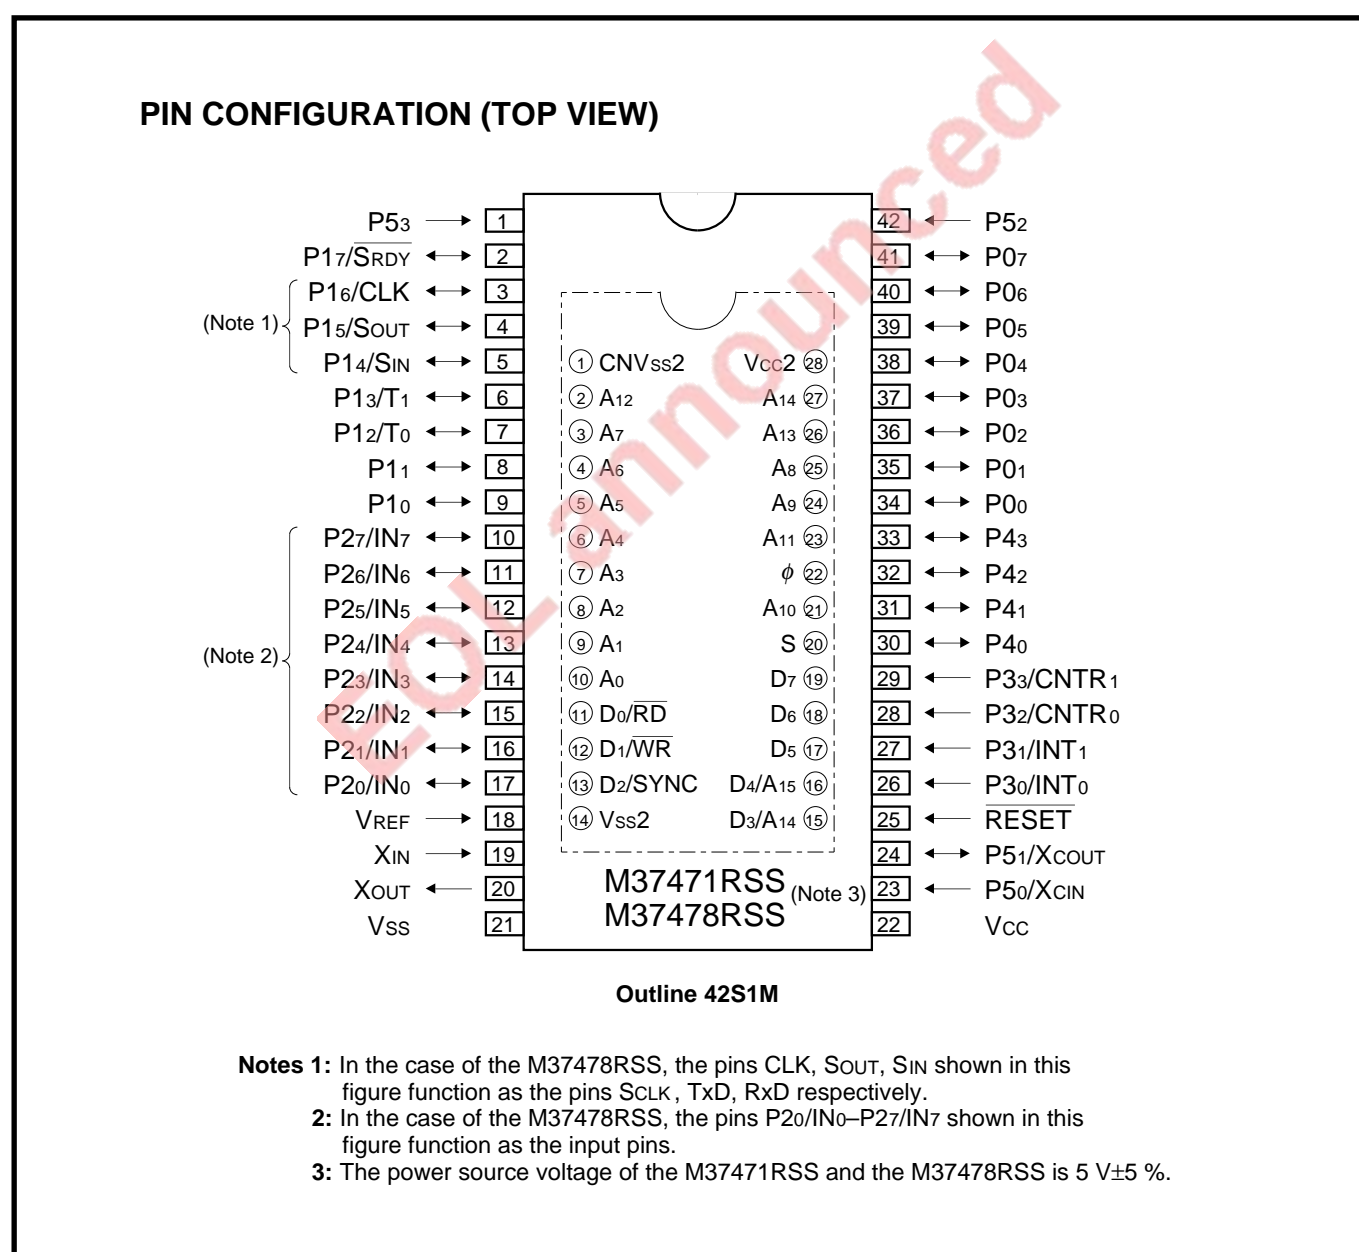 PIN CONFIGURATION (TOP VIEW)
P53 1 42 P52
P17/SRDY 2 41 P07
P16/CLK 3 40 P06
(Note 1) P15/SOUT 4 39 P05
P14/SIN 5 ① CNVSS2 VCC2 ㉘ 38 P04
P13/T1 6 ② A12 A14 ㉗ 37 P03
P12/T0 7 ③ A7 A13 ㉖ 36 P02
P11 8 ④ A6 A8 ㉕ 35 P01
P10 9 ⑤ A5 A9 ㉔ 34 P00
P27/IN7 10 ⑥ A4 A11 ㉓ 33 P43
P26/IN6 11 ⑦ A3 ϕ ㉒ 32 P42
P25/IN5 12 ⑧ A2 A10 ㉑ 31 P41
(Note 2) P24/IN4 13 ⑨ A1 S ⑳ 30 P40
P23/IN3 14 ⑩ A0 D7 ⑲ 29 P33/CNTR1
P22/IN2 15 ⑪ D0/RD D6 ⑱ 28 P32/CNTR0
P21/IN1 16 ⑫ D1/WR D5 ⑰ 27 P31/INT1
P20/IN0 17 ⑬ D2/SYNC D4/A15 ⑯ 26 P30/INT0
VREF 18 ⑭ VSS2 D3/A14 ⑮ 25 RESET
XIN 19 24 P51/XCOUT
XOUT 20 M37471RSS (Note 3) 23 P50/XCIN
VSS 21 M37478RSS 22 VCC
Outline 42S1M
Notes 1: In the case of the M37478RSS, the pins CLK, SOUT, SIN shown in this
figure function as the pins SCLK , TxD, RxD respectively.
2: In the case of the M37478RSS, the pins P20/IN0–P27/IN7 shown in this
figure function as the input pins.
3: The power source voltage of the M37471RSS and the M37478RSS is 5 V±5 %.
EOL announced